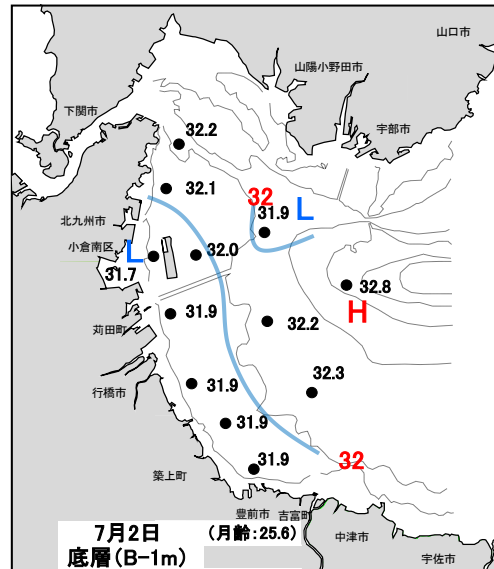 山口市
山陽小野田市
下関市
宇部市
32.2
32.1
32
31.9
L
北九州市
小倉南区
L
32.0
31.7
32.8
H
31.9
32.2
苅田町
32.3
31.9
行橋市
31.9
31.9
32
築上町
豊前市
吉富町
中津市
宇佐市
7月2日
(月齢:25.6)
底層(B-1m)